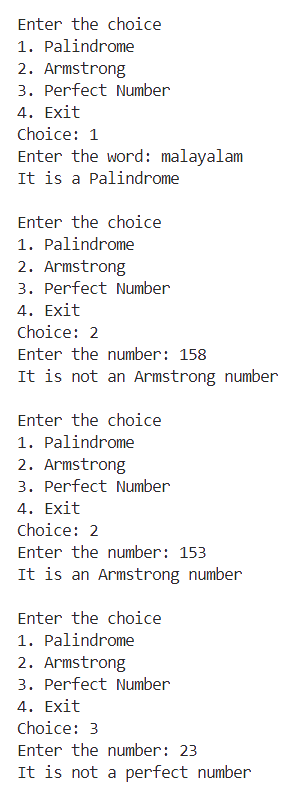 Enter the choice
1. Palindrome
2. Armstrong
3. Perfect Number
4. Exit
Choice: 1
Enter the word: malayalam
It is a Palindrome
Enter the choice
1. Palindrome
2. Armstrong
3. Perfect Number
4. Exit
Choice: 2
Enter the number: 158
It is not an Armstrong number
Enter the choice
1. Palindrome
2. Armstrong
3. Perfect Number
4. Exit
Choice: 2
Enter the number: 153
It is an Armstrong number
Enter the choice
1. Palindrome
2. Armstrong
3. Perfect Number
4. Exit
Choice: 3
Enter the number: 23
It is not a perfect number